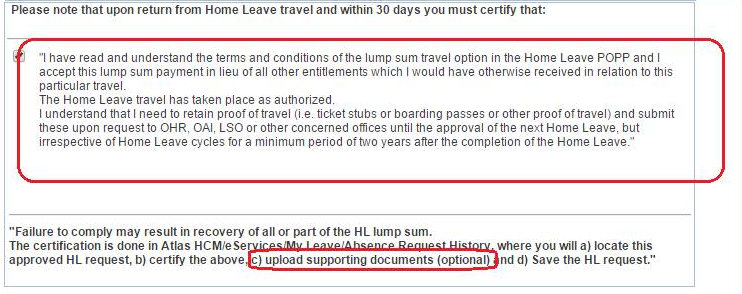 Please note that upon return from Home Leave travel and within 30 days you must certify that:
"I have read and understand the terms and conditions of the lump sum travel option in the Home Leave POPP and I
accept this lump sum payment in lieu of all other entitlements which I would have otherwise received in relation to this
particular travel.
The Home Leave travel has taken place as authorized.
I understand that I need to retain proof of travel (i.e. ticket stubs or boarding passes or other proof of travel) and submit
these upon request to OHR, OAI, LSO or other concerned offices until the approval of the next Home Leave, but
irrespective of Home Leave cycles for a minimum period of two years after the completion of the Home Leave."
"Failure to comply may result in recovery of all or part of the HL lump sum.
The certification is done in Atlas HCM/eServices/My Leave/Absence Request History, where you will a) locate this
approved HL request, b) certify the above, c) upload supporting documents (optional) and d) Save the HL request."